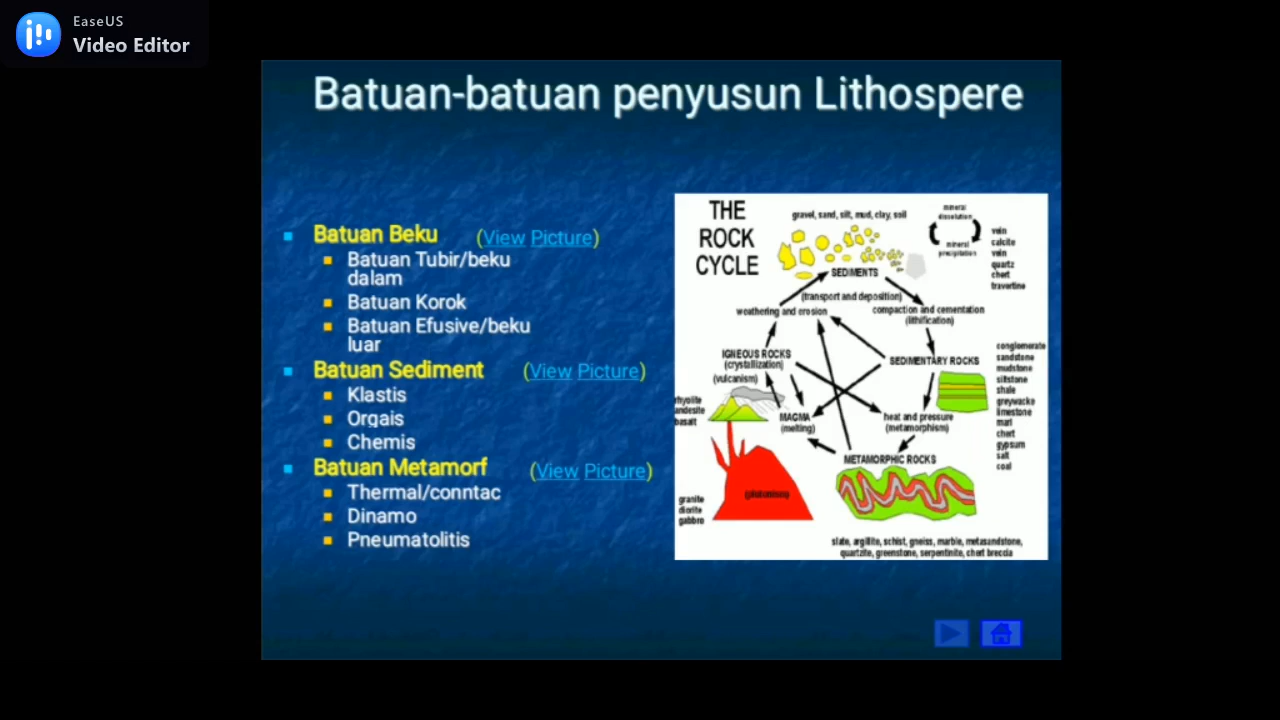 EaseUS
Video Editor
Batuan-batuan penyusun Lithospere
Batuan Beku (View Picture)
Batuan Tubir/beku
dalam
Batuan Korok
Batuan Efusive/beku
luar
Batuan Sediment (View Picture)
Klastis
Orgais
Chemis
Batuan Metamorf (View Picture)
Thermal/conntac
Dinamo
Pneumatolitis
THE
ROCK
CYCLE
gravel, sand, silt, mud, clay, soil
mineral
dissolution
mineral
precipitation
vein
calcite
vein
quartz
chert
travertine
SEDIMENTS
(transport and deposition)
weathering and erosion
compaction and cementation
(lithification)
IGNEOUS ROCKS
(crystallization)
(vulcanism)
SEDIMENTARY ROCKS
conglomerate
sandstone
mudstone
siltstone
shale
greywacke
limestone
marl
chert
gypsum
salt
coal
rhyolite
andesite
basalt
MAGMA
(melting)
heat and pressure
(metamorphism)
METAMORPHIC ROCKS
(plutonism)
granite
diorite
gabbro
slate, argillite, schist, gneiss, marble, metasandstone,
quartzite, greenstone, serpentinite, chert breccia